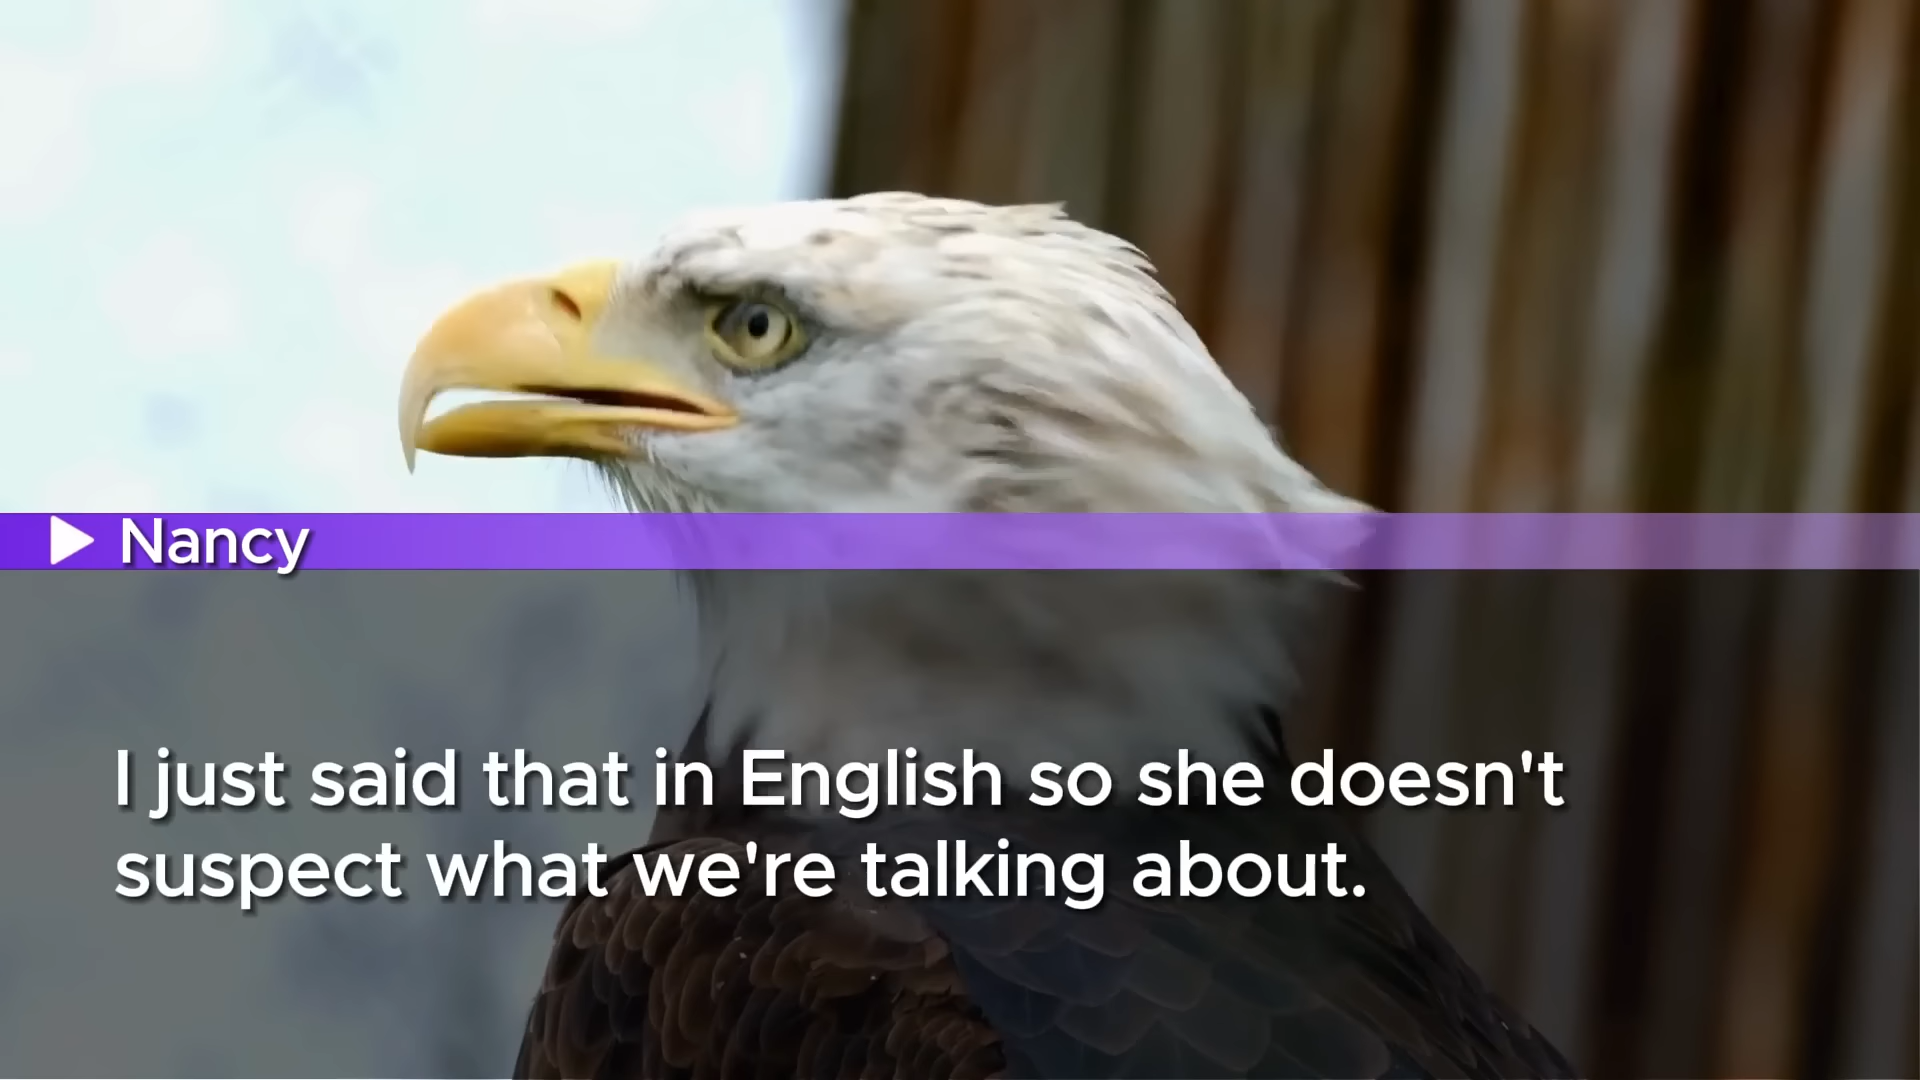 Nancy
I just said that in English so she doesn't
suspect what we're talking about.